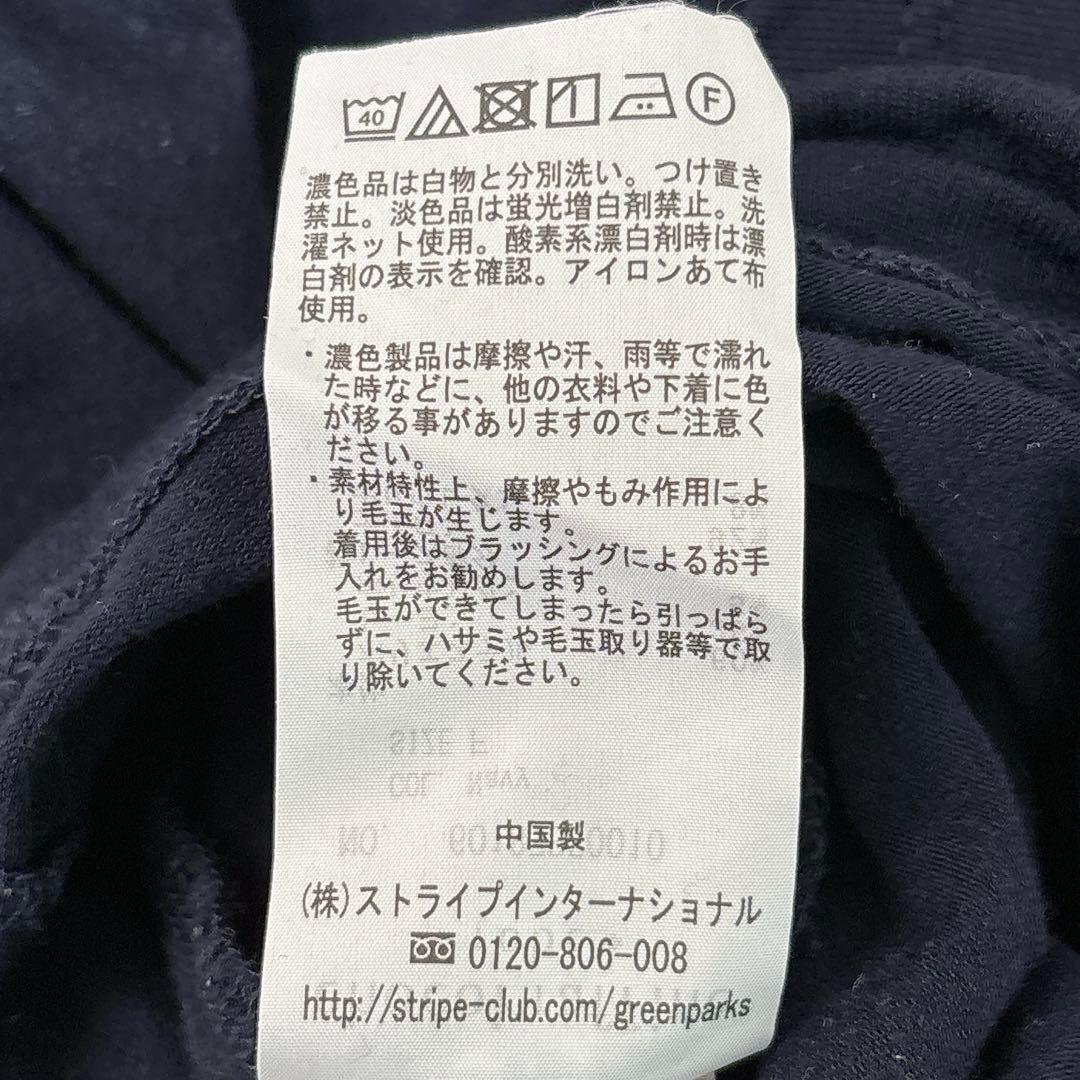 40 F
濃色品は白物と分別洗い。つけ置き
禁止。淡色品は蛍光増白剤禁止。洗
濯ネット使用。酸素系漂白剤時は漂
白剤の表示を確認。アイロンあて布
使用。
・濃色製品は摩擦や汗、雨等で濡れ
た時などに、他の衣料や下着に色
が移る事がありますのでご注意く
ださい。
・素材特性上、摩擦やもみ作用によ
り毛玉が生じます。
着用後はブラッシングによるお手
入れをお勧めします。
毛玉ができてしまったら引っぱら
ずに、ハサミや毛玉取り器等で取
り除いてください。
SIZE F
COL. Navy
NO.
中国製
(株)ストライプインターナショナル
0120-806-008
http://stripe-club.com/greenparks